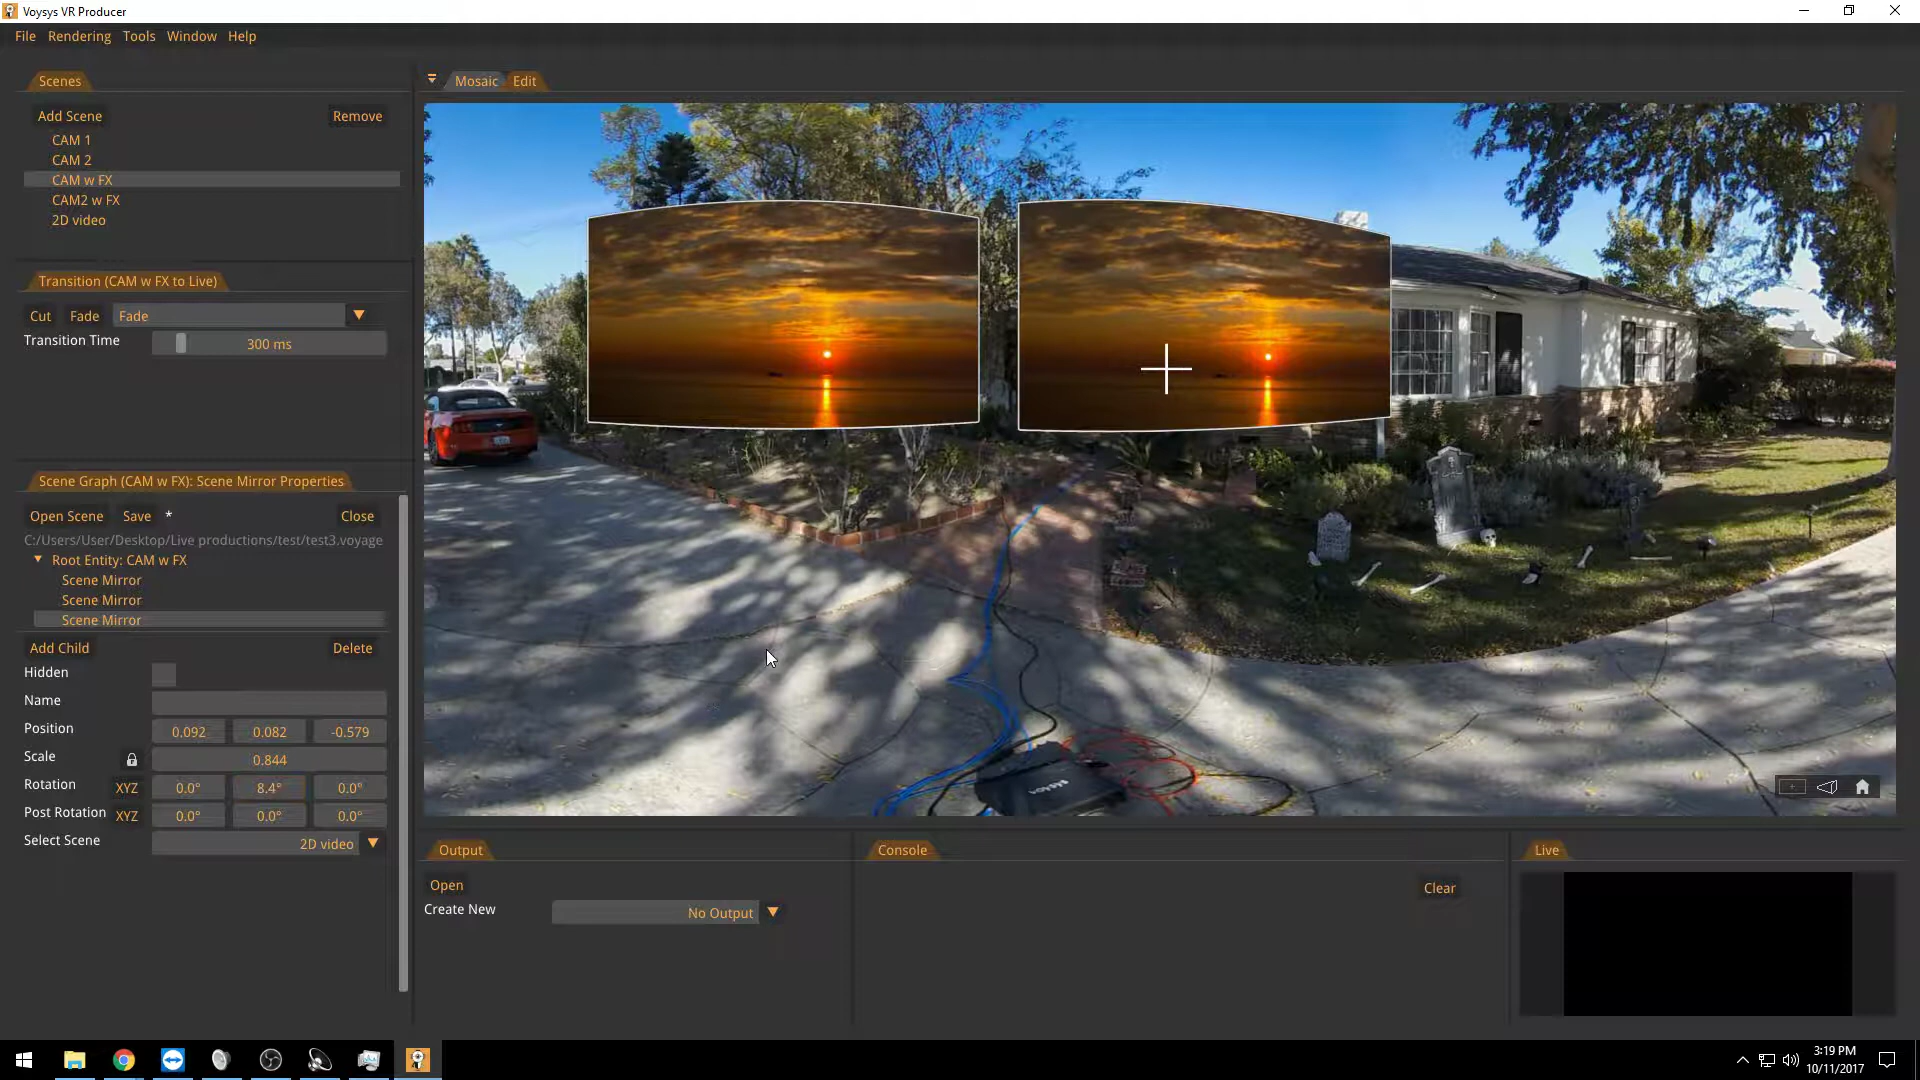 Voysys VR Producer
File Rendering Tools Window Help
Scenes
Mosaic Edit
Add Scene Remove
CAM 1
CAM 2
CAM w FX
CAM2 w FX
2D video
Transition (CAM w FX to Live)
Cut Fade Fade
Transition Time 300 ms
Scene Graph (CAM w FX): Scene Mirror Properties
Open Scene Save * Close
C:/Users/User/Desktop/Live productions/test/test3.voyage
Root Entity: CAM w FX
Scene Mirror
Scene Mirror
Scene Mirror
Add Child Delete
Hidden
Name
Position 0.092 0.082 -0.579
Scale 0.844
Rotation XYZ 0.0° 8.4° 0.0°
Post Rotation XYZ 0.0° 0.0° 0.0°
Select Scene 2D video
Output
Open
Create New No Output
Console
Clear
Live
3:19 PM
10/11/2017